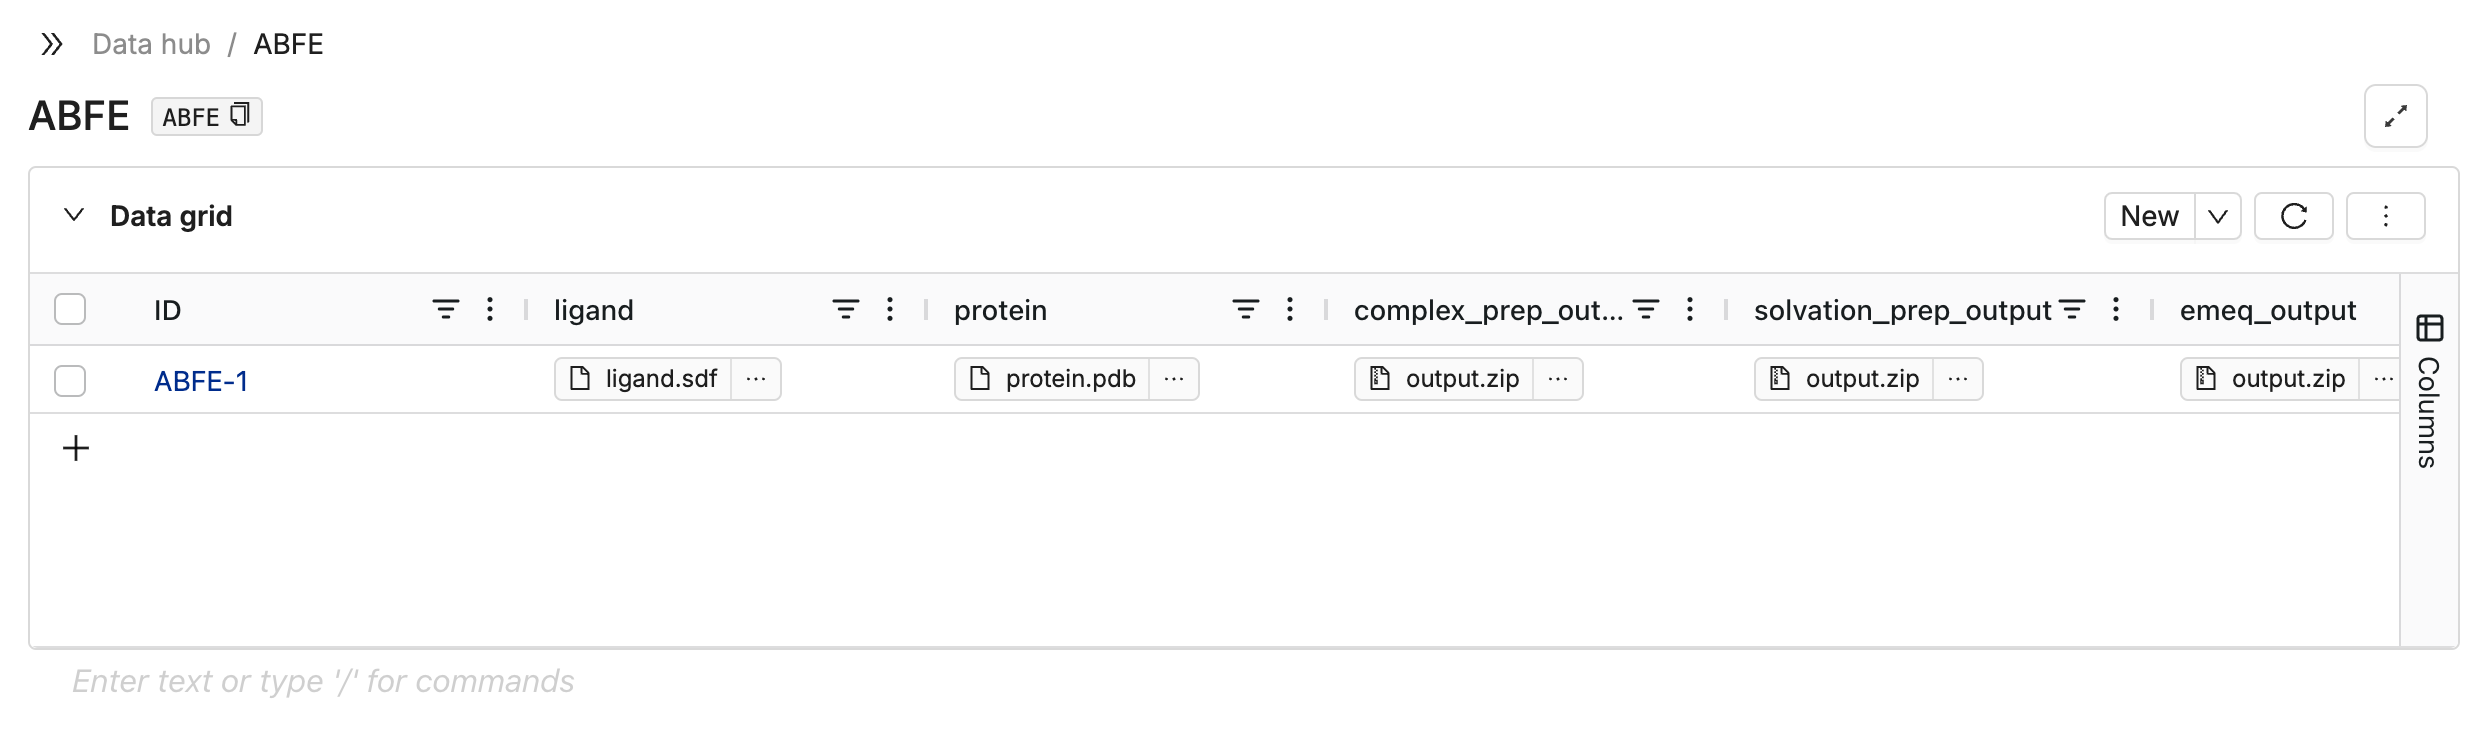 Data hub / ABFE
ABFE ABFE
Data grid New
ID ligand protein complex_prep_out... solvation_prep_output emeq_output
ABFE-1 ligand.sdf ... protein.pdb ... output.zip ... output.zip ... output.zip ...
Columns
Enter text or type '/' for commands